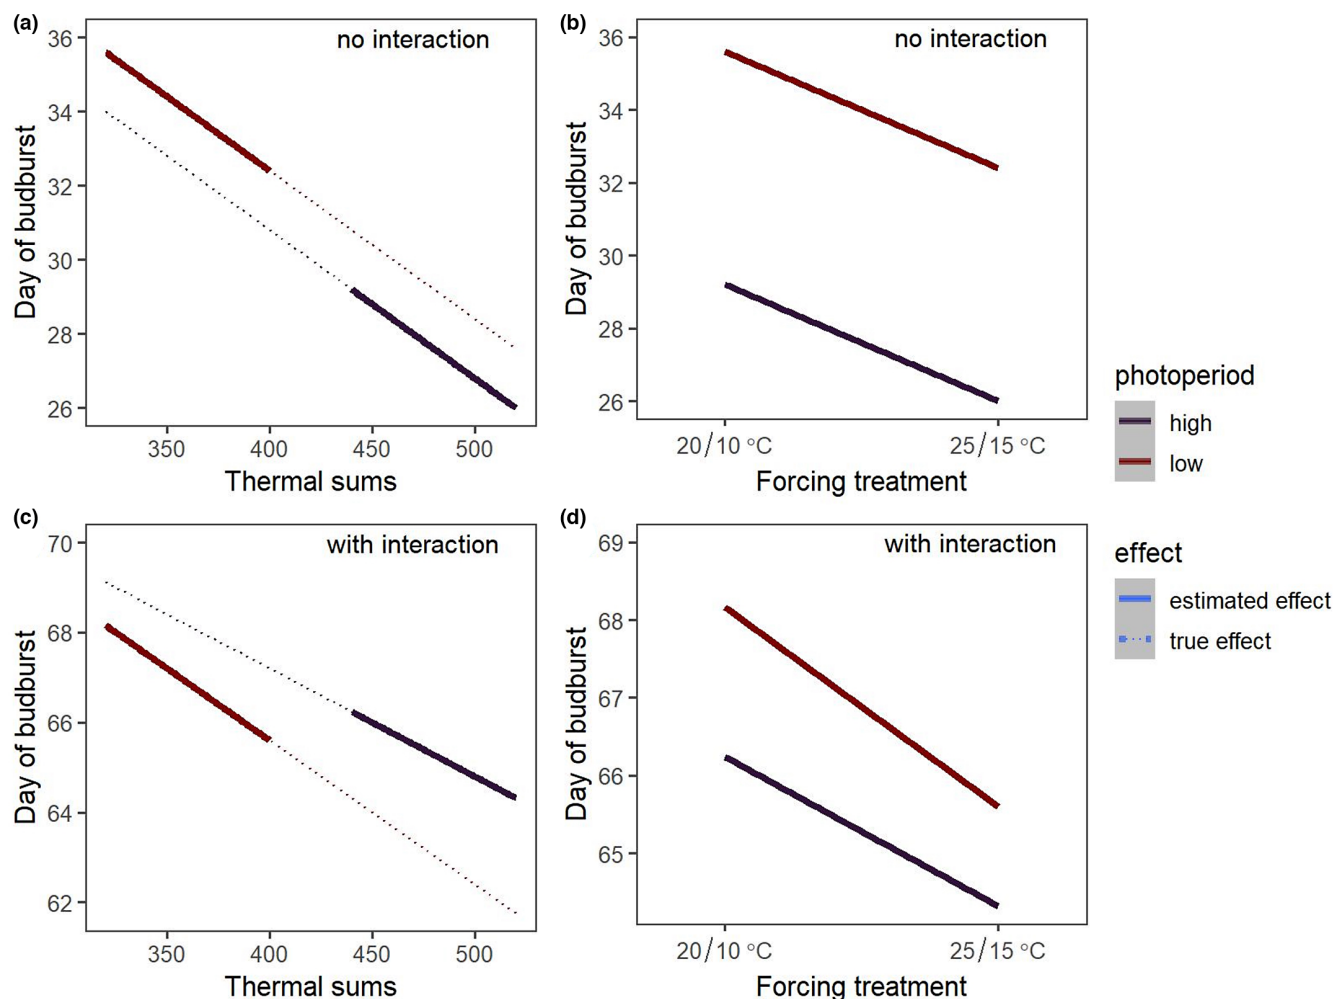 (a)
no interaction
36
34
32
30
28
26
Day of budburst
350 400 450 500
Thermal sums
(b)
no interaction
36
34
32
30
28
26
Day of budburst
20/10 °C 25/15 °C
Forcing treatment
photoperiod
high
low
(c)
with interaction
70
68
66
64
62
Day of budburst
350 400 450 500
Thermal sums
(d)
with interaction
69
68
67
66
65
Day of budburst
20/10 °C 25/15 °C
Forcing treatment
effect
estimated effect
true effect